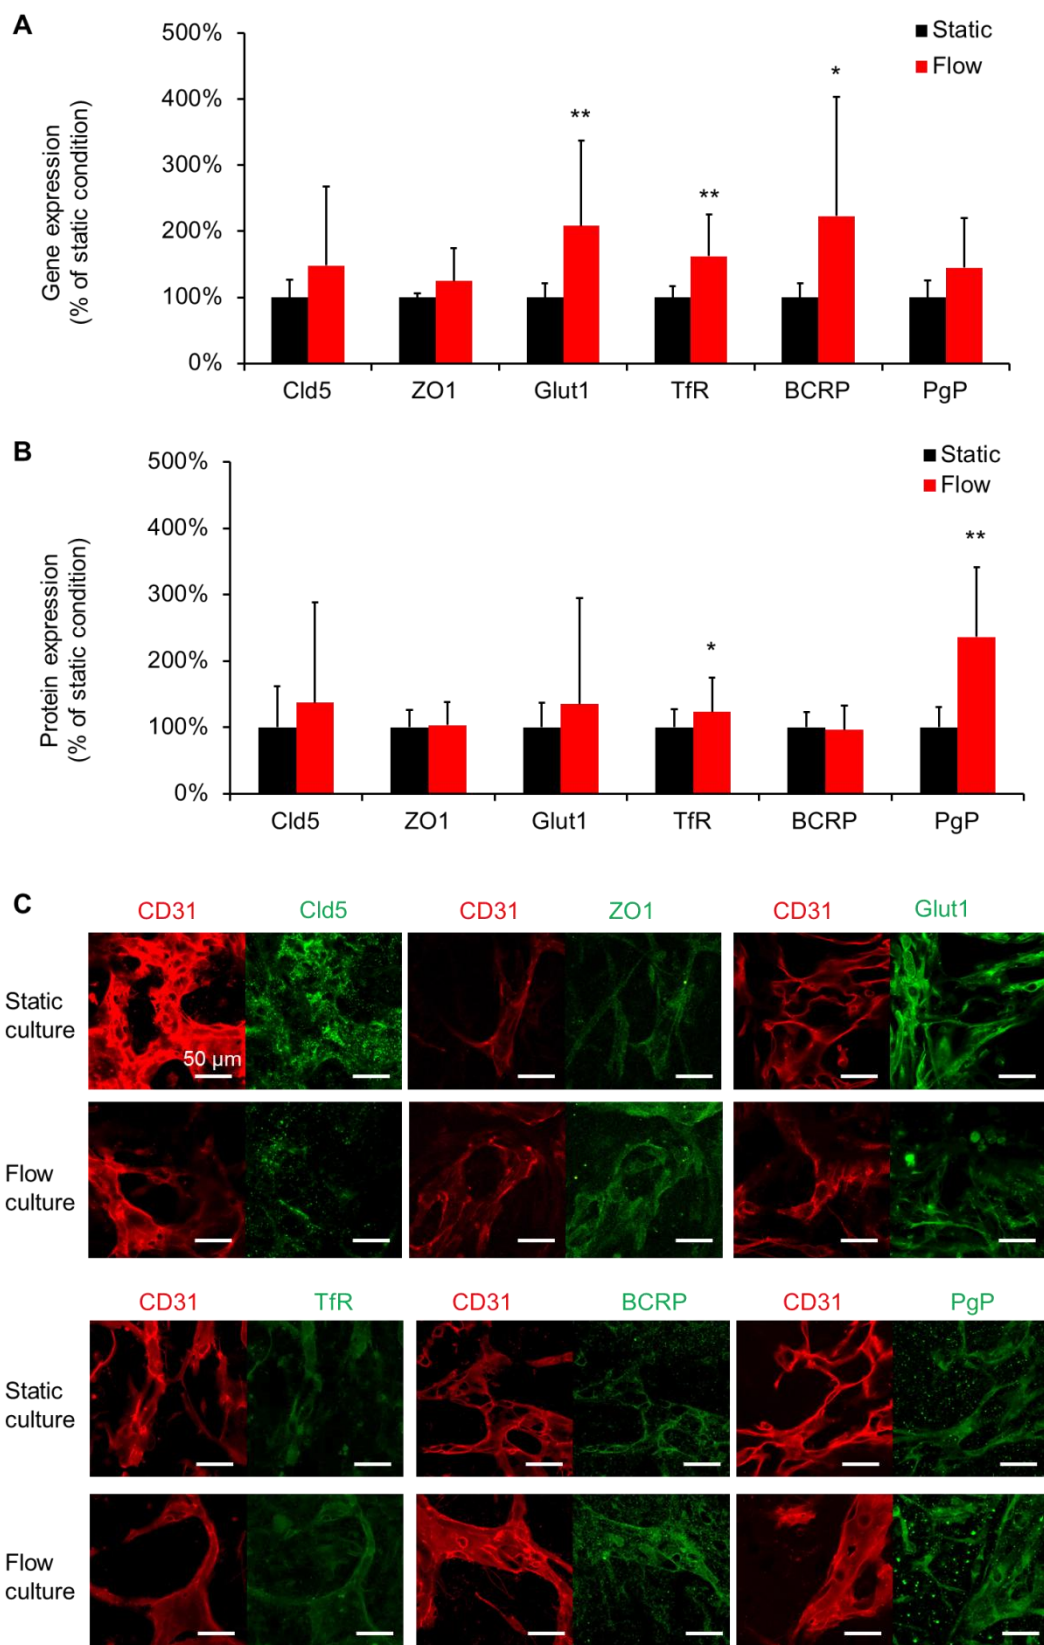 A
500%
400%
300%
200%
100%
0%
Gene expression
(% of static condition)
Static
Flow
**
**
*
Cld5 ZO1 Glut1 TfR BCRP PgP
B
500%
400%
300%
200%
100%
0%
Protein expression
(% of static condition)
Static
Flow
*
**
Cld5 ZO1 Glut1 TfR BCRP PgP
C
CD31 Cld5 CD31 ZO1 CD31 Glut1
Static
culture
50 µm
Flow
culture
CD31 TfR CD31 BCRP CD31 PgP
Static
culture
Flow
culture